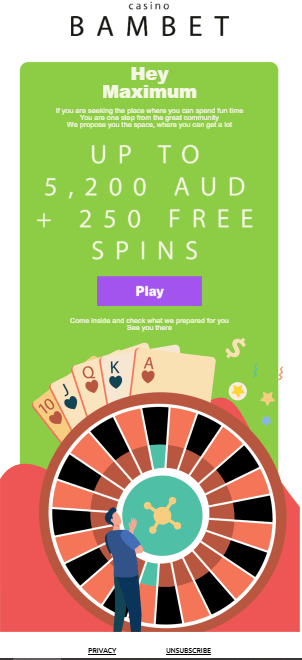 casino
BAMBET
Hey
Maximum
If you are seeking the place where you can spend fun time
You are one step from the great community
We propose you the space, where you can get a lot
UP TO
5,200 AUD
+ 250 FREE
SPINS
Play
Come inside and check what we prepared for you
See you there
10 J Q K A
$
PRIVACY UNSUBSCRIBE